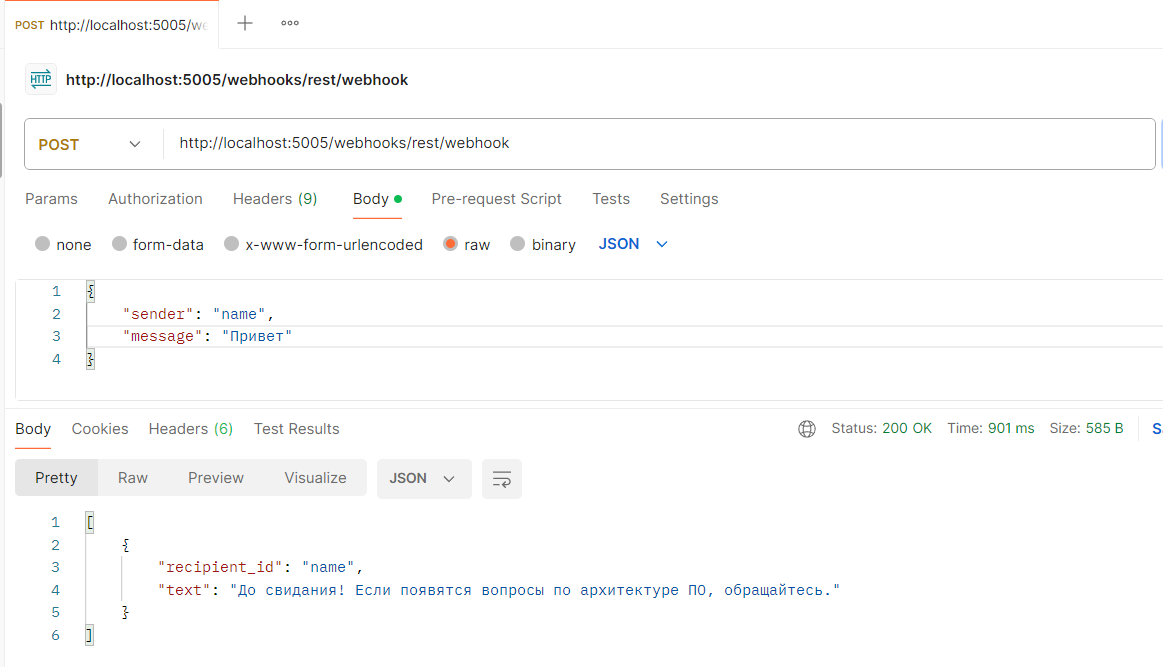 POST http://localhost:5005/we
http://localhost:5005/webhooks/rest/webhook
POST http://localhost:5005/webhooks/rest/webhook
Params Authorization Headers (9) Body Pre-request Script Tests Settings
none form-data x-www-form-urlencoded raw binary JSON
1 {
2 "sender": "name",
3 "message": "Привет"
4 }
Body Cookies Headers (6) Test Results Status: 200 OK Time: 901 ms Size: 585 B S
Pretty Raw Preview Visualize JSON
1 [
2 {
3 "recipient_id": "name",
4 "text": "До свидания! Если появятся вопросы по архитектуре ПО, обращайтесь."
5 }
6 ]